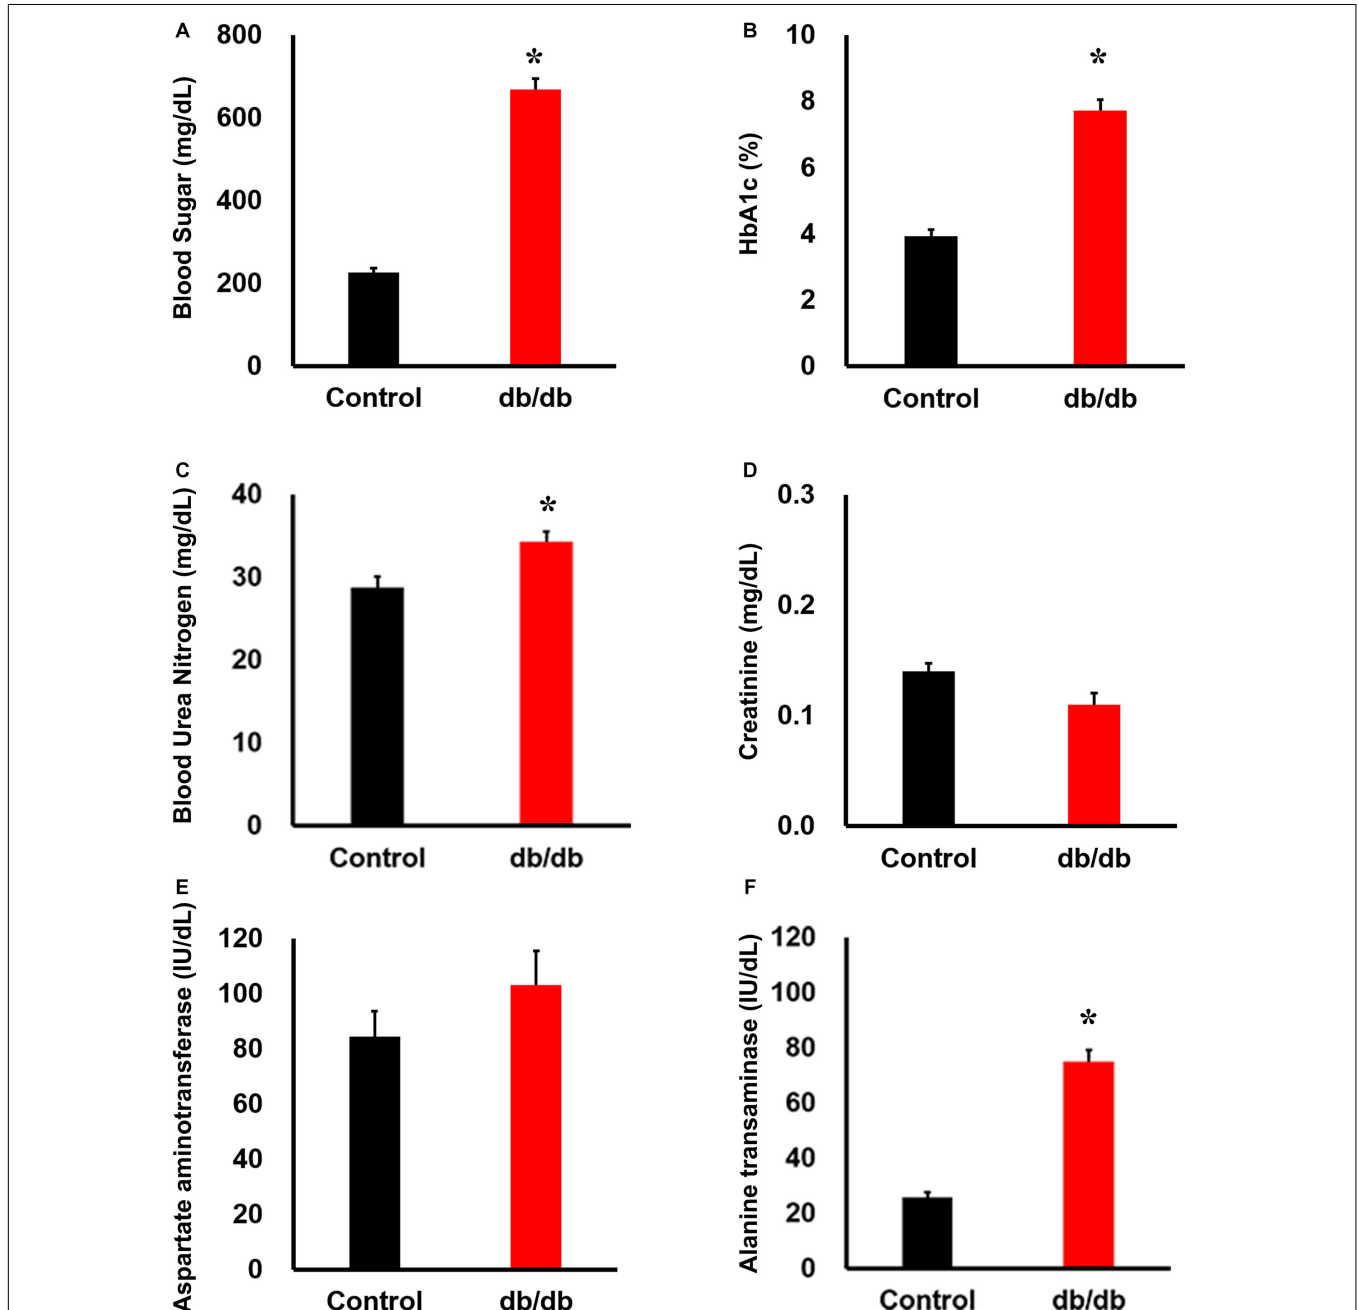 A
Blood Sugar (mg/dL)
800
600
400
200
0
*
Control db/db
B
HbA1c (%)
10
8
6
4
2
0
*
Control db/db
C
Blood Urea Nitrogen (mg/dL)
40
30
20
10
0
*
Control db/db
D
Creatinine (mg/dL)
0.3
0.2
0.1
0.0
Control db/db
E
Aspartate aminotransferase (IU/dL)
120
100
80
60
40
20
0
Control db/db
F
Alanine transaminase (IU/dL)
120
100
80
60
40
20
0
*
Control db/db